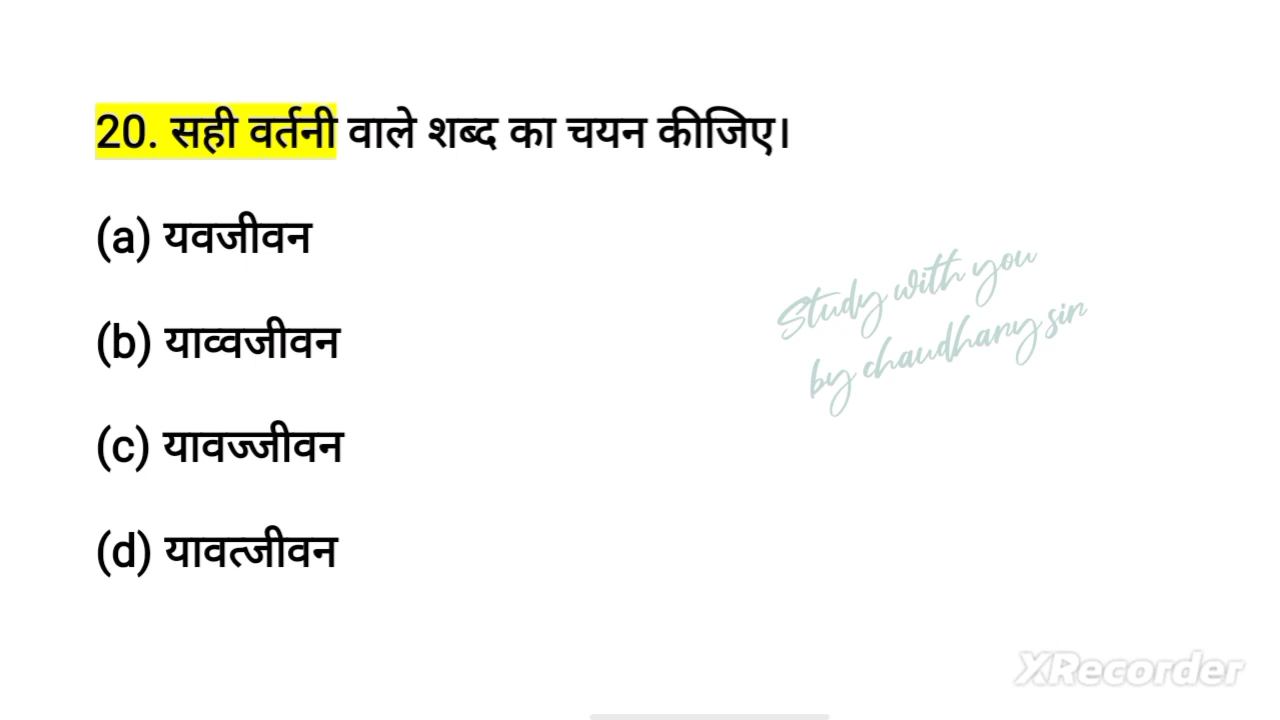 20. सही वर्तनी वाले शब्द का चयन कीजिए।
(a) यवजीवन
(b) याव्वजीवन
(c) यावज्जीवन
(d) यावत्जीवन
Study with you
by chaudhary sir
XRecorder